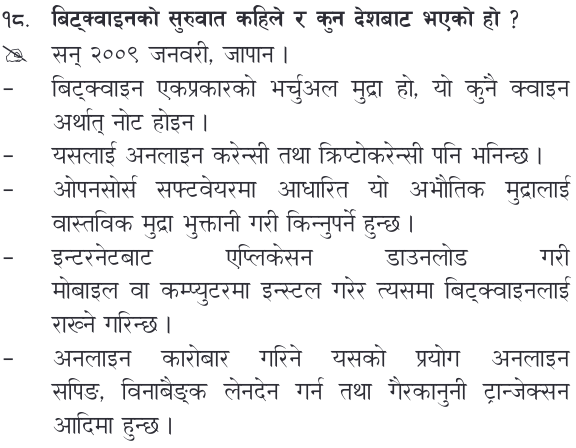 १८. बिट्क्वाइनको सुरुवात कहिले र कुन देशबाट भएको हो ?
सन् २००९ जनवरी, जापान ।
– बिट्क्वाइन एकप्रकारको भर्चुअल मुद्रा हो, यो कुनै क्वाइन
अर्थात् नोट होइन ।
– यसलाई अनलाइन करेन्सी तथा क्रिप्टोकरेन्सी पनि भनिन्छ ।
– ओपनसोर्स सफ्टवेयरमा आधारित यो अभौतिक मुद्रालाई
वास्तविक मुद्रा भुक्तानी गरी किन्नुपर्ने हुन्छ ।
– इन्टरनेटबाट एप्लिकेसन डाउनलोड गरी
मोबाइल वा कम्प्युटरमा इन्स्टल गरेर त्यसमा बिट्क्वाइनलाई
राख्ने गरिन्छ ।
– अनलाइन कारोबार गरिने यसको प्रयोग अनलाइन
सपिङ, विनाबैङ्क लेनदेन गर्न तथा गैरकानुनी ट्रान्जेक्सन
आदिमा हुन्छ ।